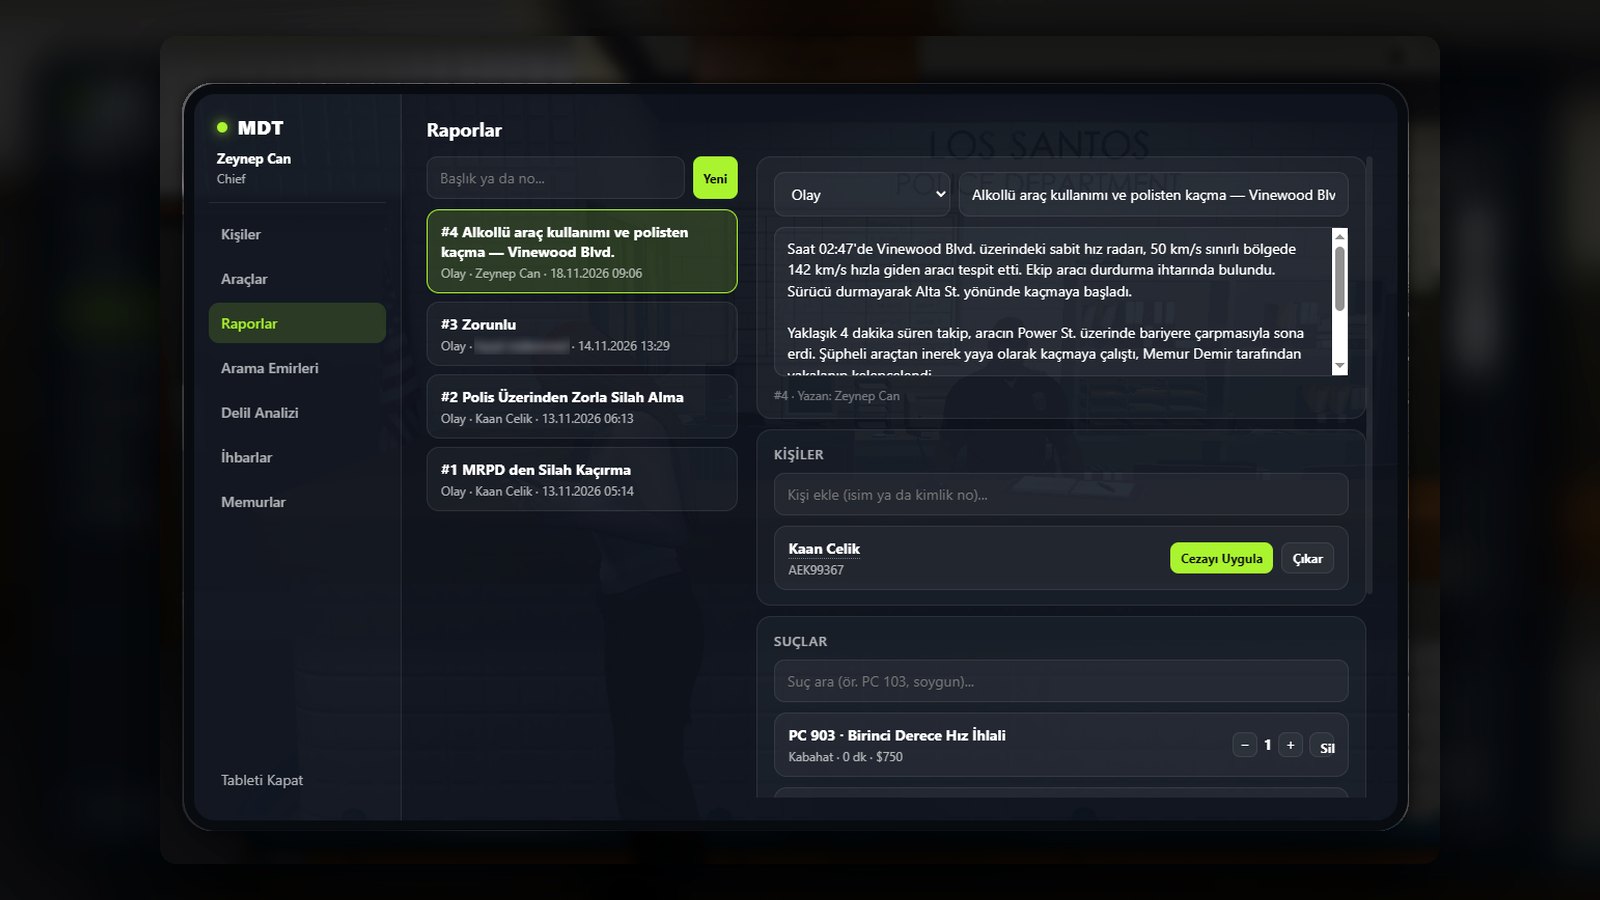 MDT
Zeynep Can
Chief
Kişiler
Araçlar
Raporlar
Arama Emirleri
Delil Analizi
İhbarlar
Memurlar
Tableti Kapat
Raporlar
Başlık ya da no...
Yeni
#4 Alkollü araç kullanımı ve polisten
kaçma — Vinewood Blvd.
Olay · Zeynep Can · 18.11.2026 09:06
#3 Zorunlu
Olay · · 14.11.2026 13:29
#2 Polis Üzerinden Zorla Silah Alma
Olay · Kaan Celik · 13.11.2026 06:13
#1 MRPD den Silah Kaçırma
Olay · Kaan Celik · 13.11.2026 05:14
LOS SANTOS
POLICE DEPARTMENT
Olay
Alkollü araç kullanımı ve polisten kaçma — Vinewood Blv
Saat 02:47'de Vinewood Blvd. üzerindeki sabit hız radarı, 50 km/s sınırlı bölgede
142 km/s hızla giden aracı tespit etti. Ekip aracı durdurma ihtarında bulundu.
Sürücü durmayarak Alta St. yönünde kaçmaya başladı.
Yaklaşık 4 dakika süren takip, aracın Power St. üzerinde bariyere çarpmasıyla sona
erdi. Şüpheli araçtan inerek yaya olarak kaçmaya çalıştı, Memur Demir tarafından
yakalanıp kelepçelendi.
#4 · Yazan: Zeynep Can
KİŞİLER
Kişi ekle (isim ya da kimlik no)...
Kaan Celik
AEK99367
Cezayı Uygula
Çıkar
SUÇLAR
Suç ara (ör. PC 103, soygun)...
PC 903 · Birinci Derece Hız İhlali
Kabahat · 0 dk · $750
− 1 +
Sil